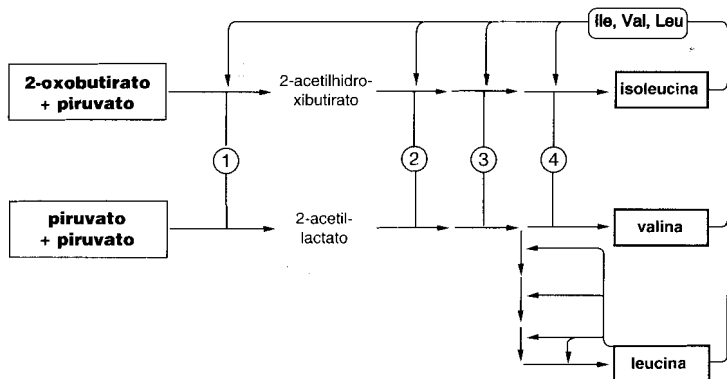 Ile, Val, Leu
2-oxobutirato
+ piruvato
2-acetilhidro-
xibutirato
isoleucina
1
2
3
4
piruvato
+ piruvato
2-acetil-
lactato
valina
leucina